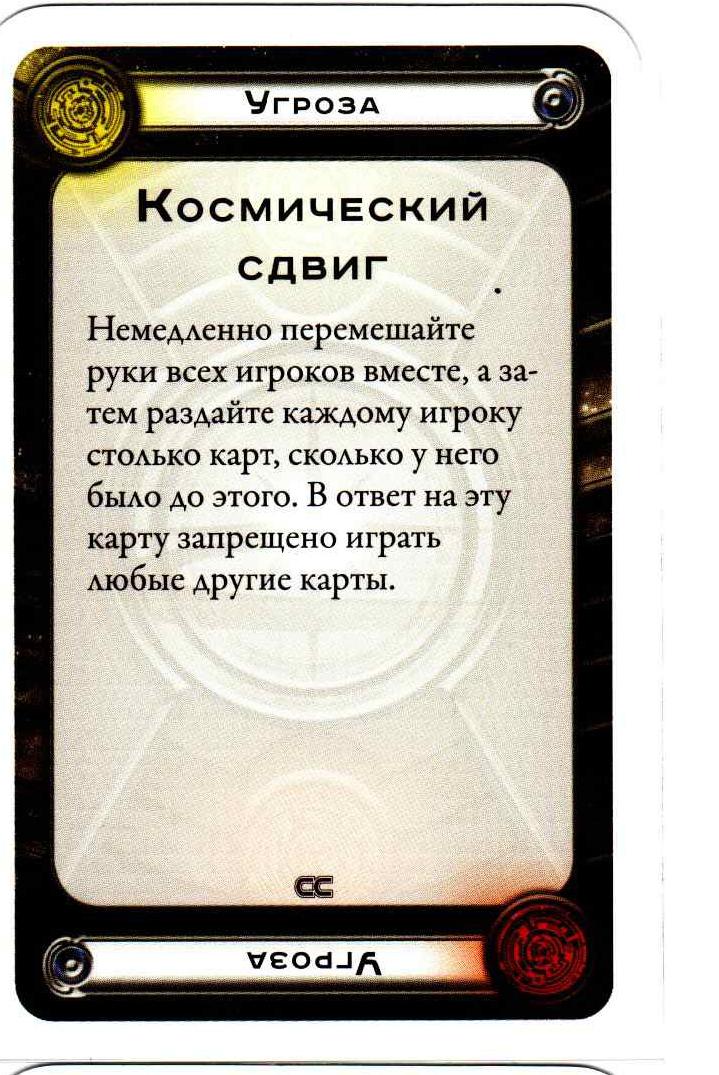 Угроза
Космический
сдвиг
Немедленно перемешайте
руки всех игроков вместе, а за-
тем раздайте каждому игроку
столько карт, сколько у него
было до этого. В ответ на эту
карту запрещено играть
любые другие карты.
CC
Угроза